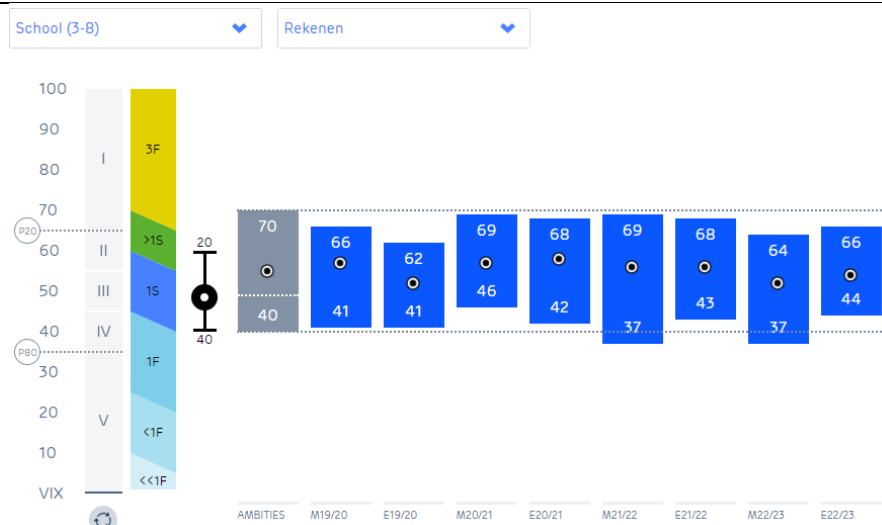 School (3-8)
Rekenen
100
90
80
70
P20
60
50
40
P80
30
20
10
VIX
I
II
III
IV
V
3F
>1S
1S
1F
<1F
<<1F
20
40
70
40
66
41
62
41
69
46
68
42
69
37
68
43
64
37
66
44
AMBITIES
M19/20
E19/20
M20/21
E20/21
M21/22
E21/22
M22/23
E22/23